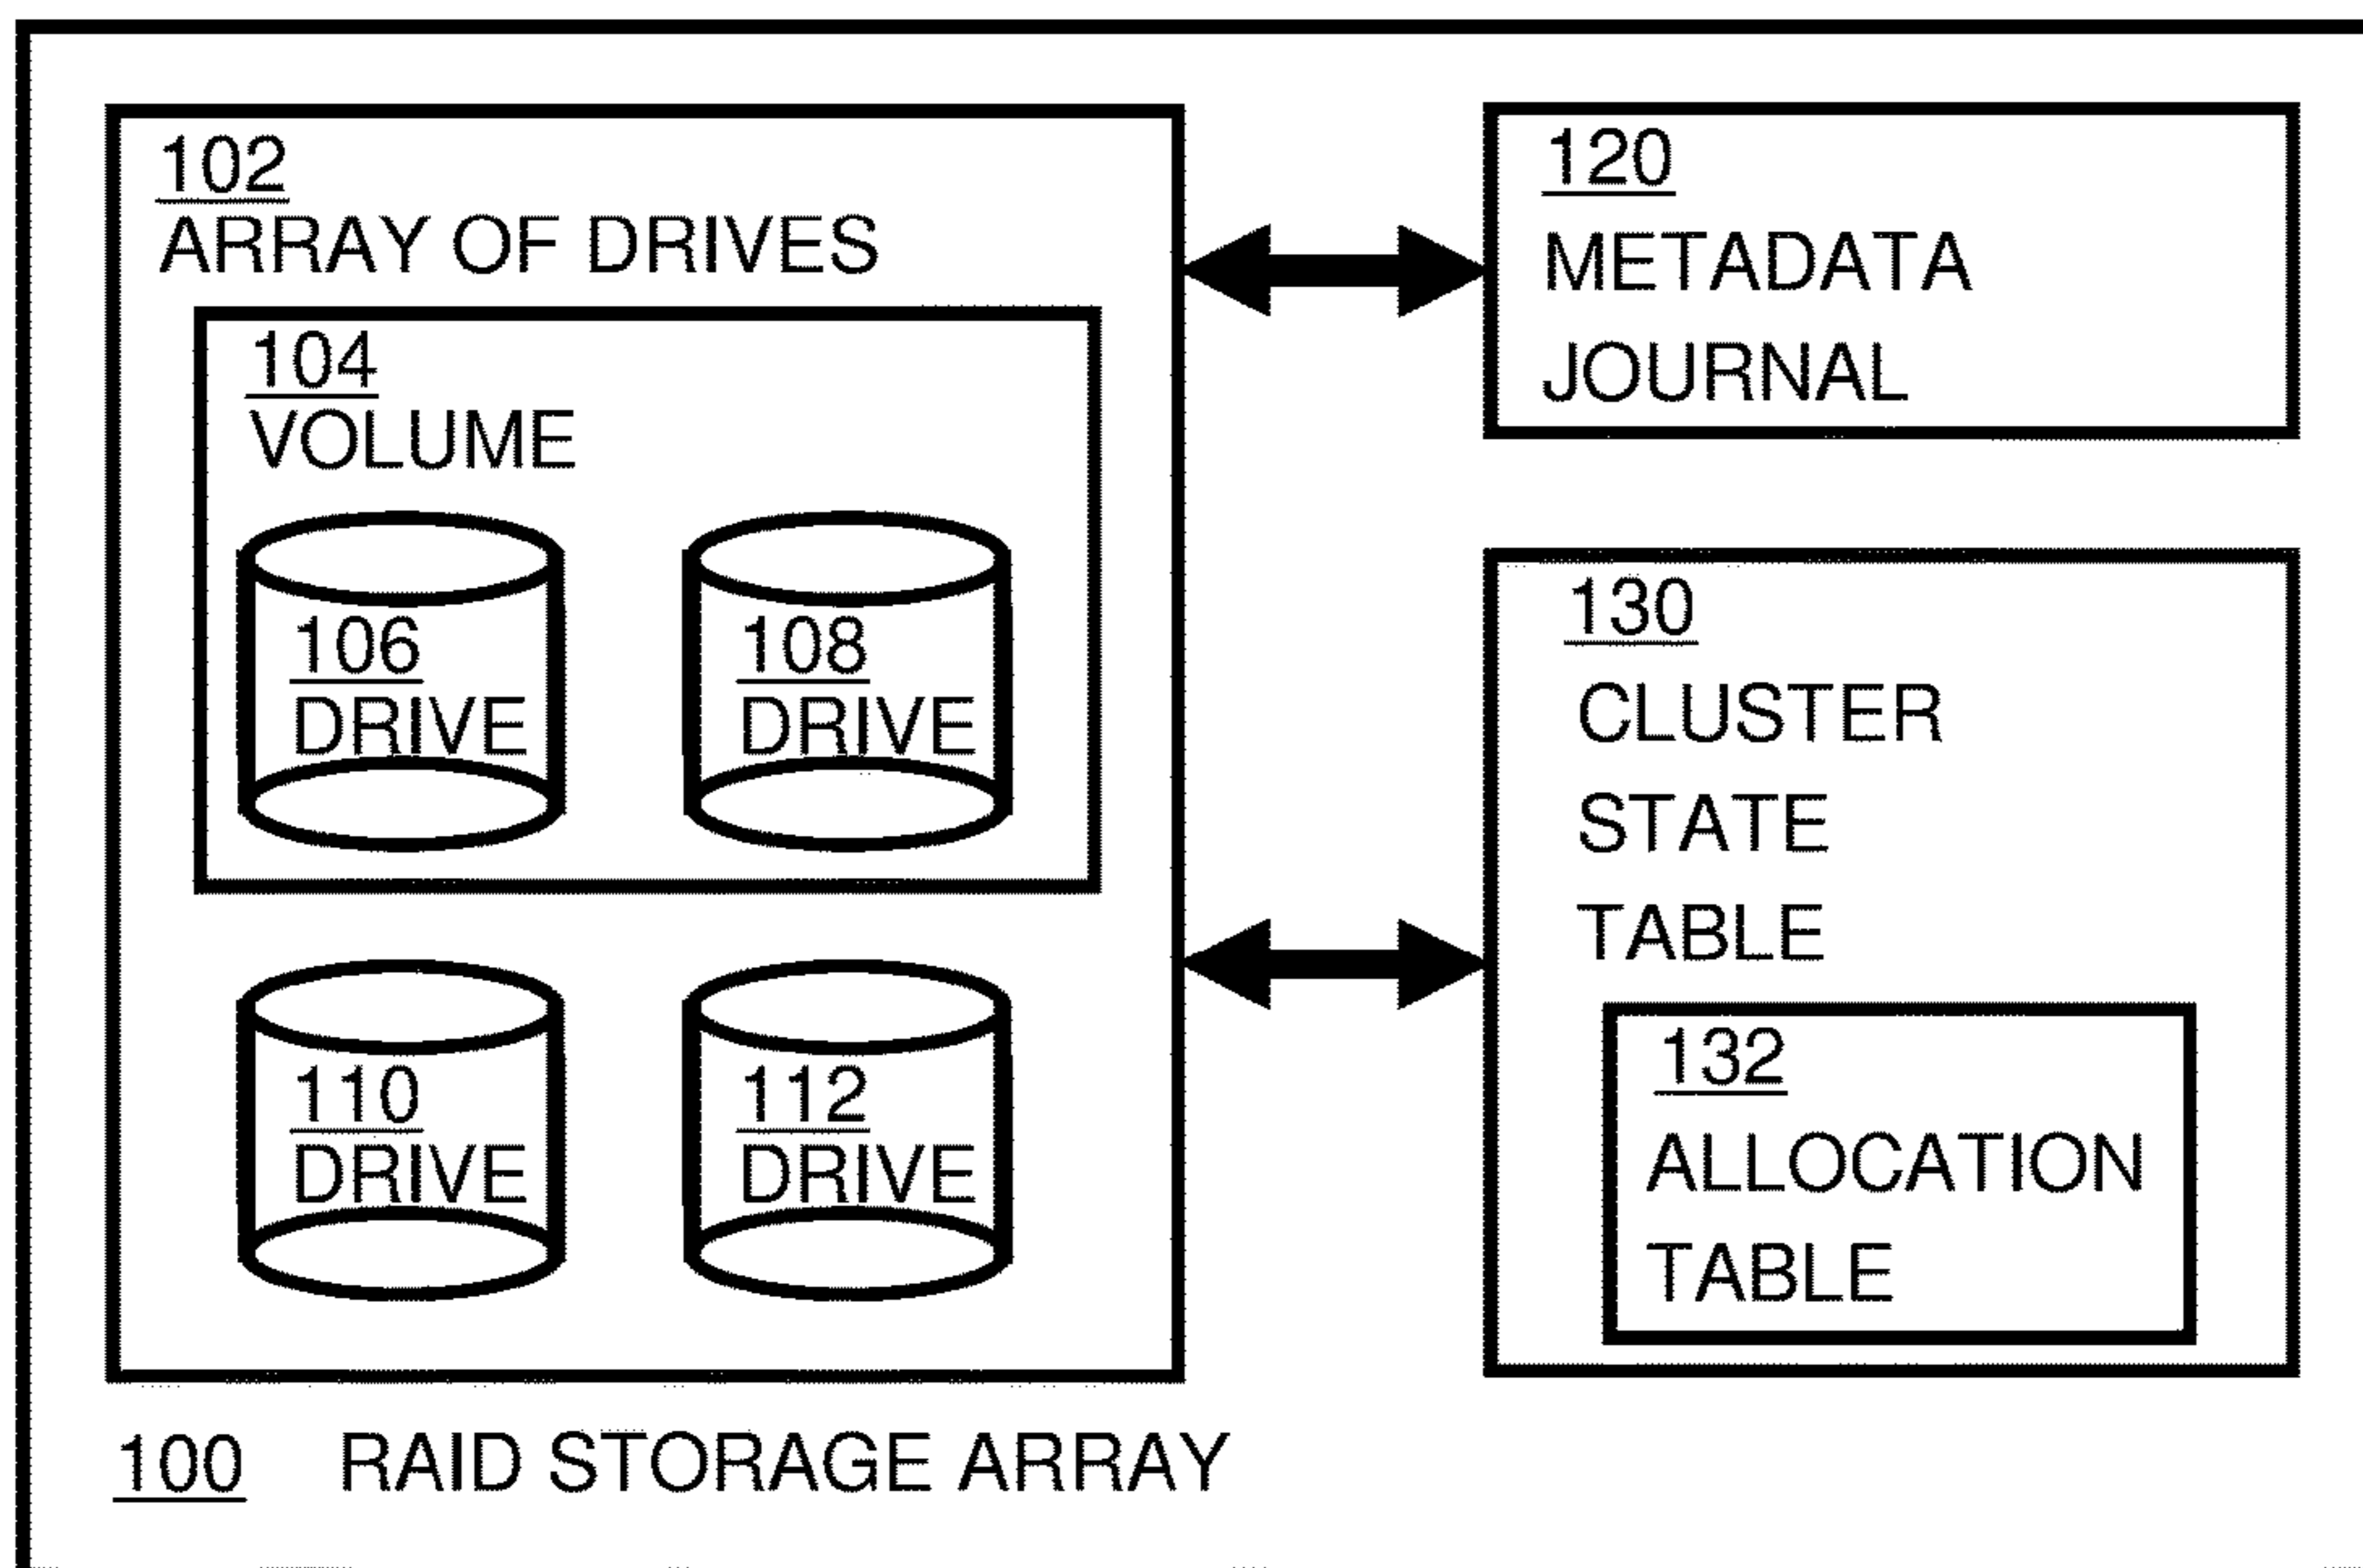 102
ARRAY OF DRIVES
104
VOLUME
106
DRIVE
108
DRIVE
110
DRIVE
112
DRIVE
120
METADATA
JOURNAL
130
CLUSTER
STATE
TABLE
132
ALLOCATION
TABLE
100 RAID STORAGE ARRAY